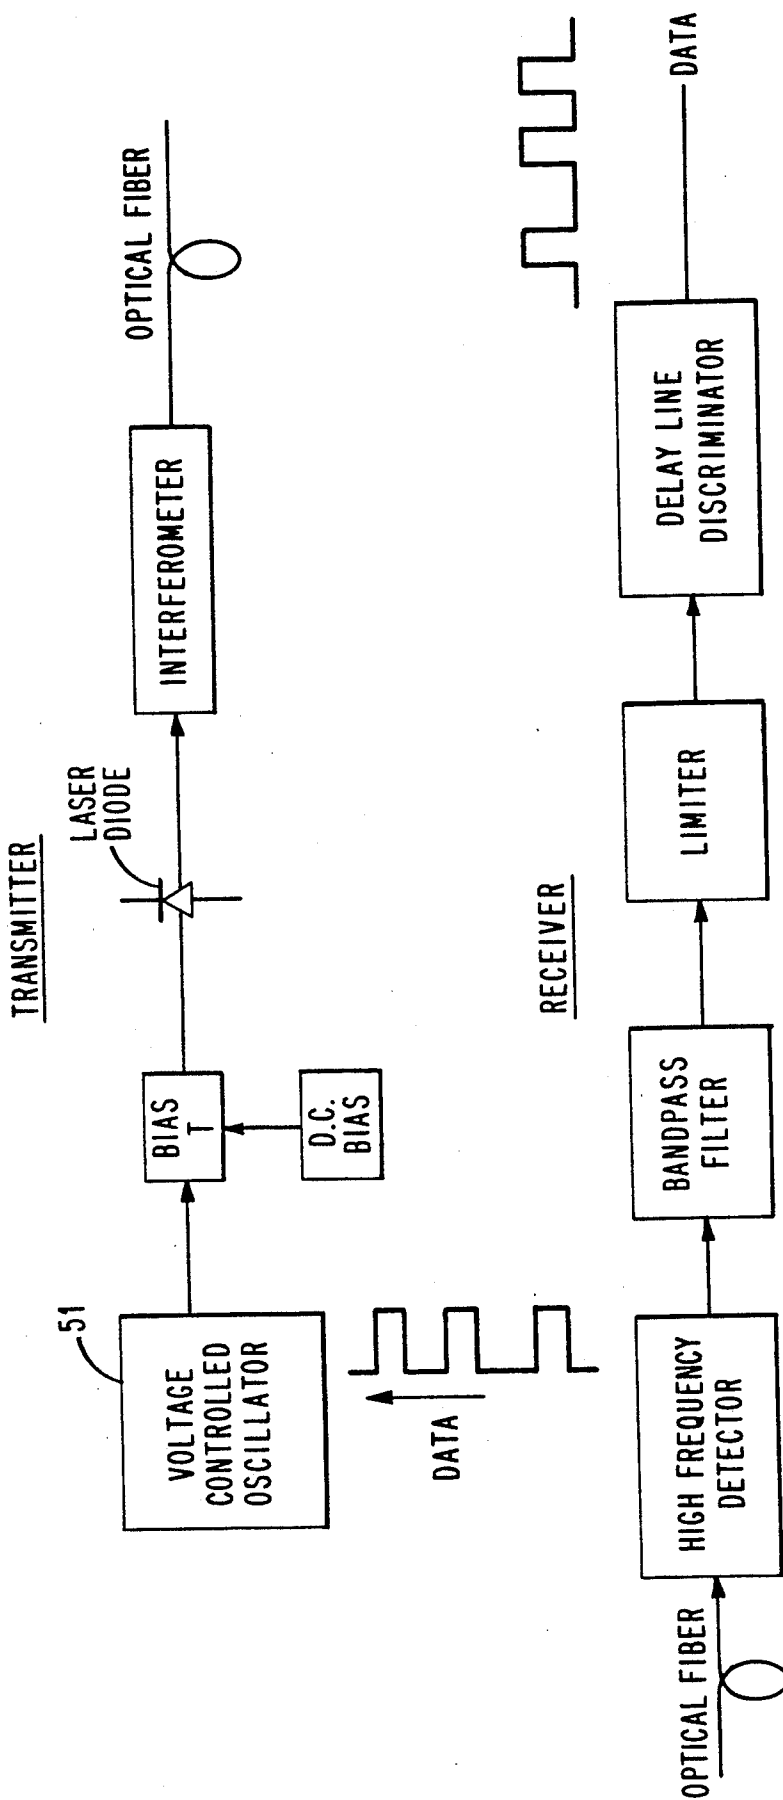 TRANSMITTER
51
VOLTAGE
CONTROLLED
OSCILLATOR
DATA
BIAS
T
D.C.
BIAS
LASER
DIODE
INTERFEROMETER
OPTICAL FIBER
RECEIVER
OPTICAL FIBER
HIGH FREQUENCY
DETECTOR
BANDPASS
FILTER
LIMITER
DELAY LINE
DISCRIMINATOR
DATA